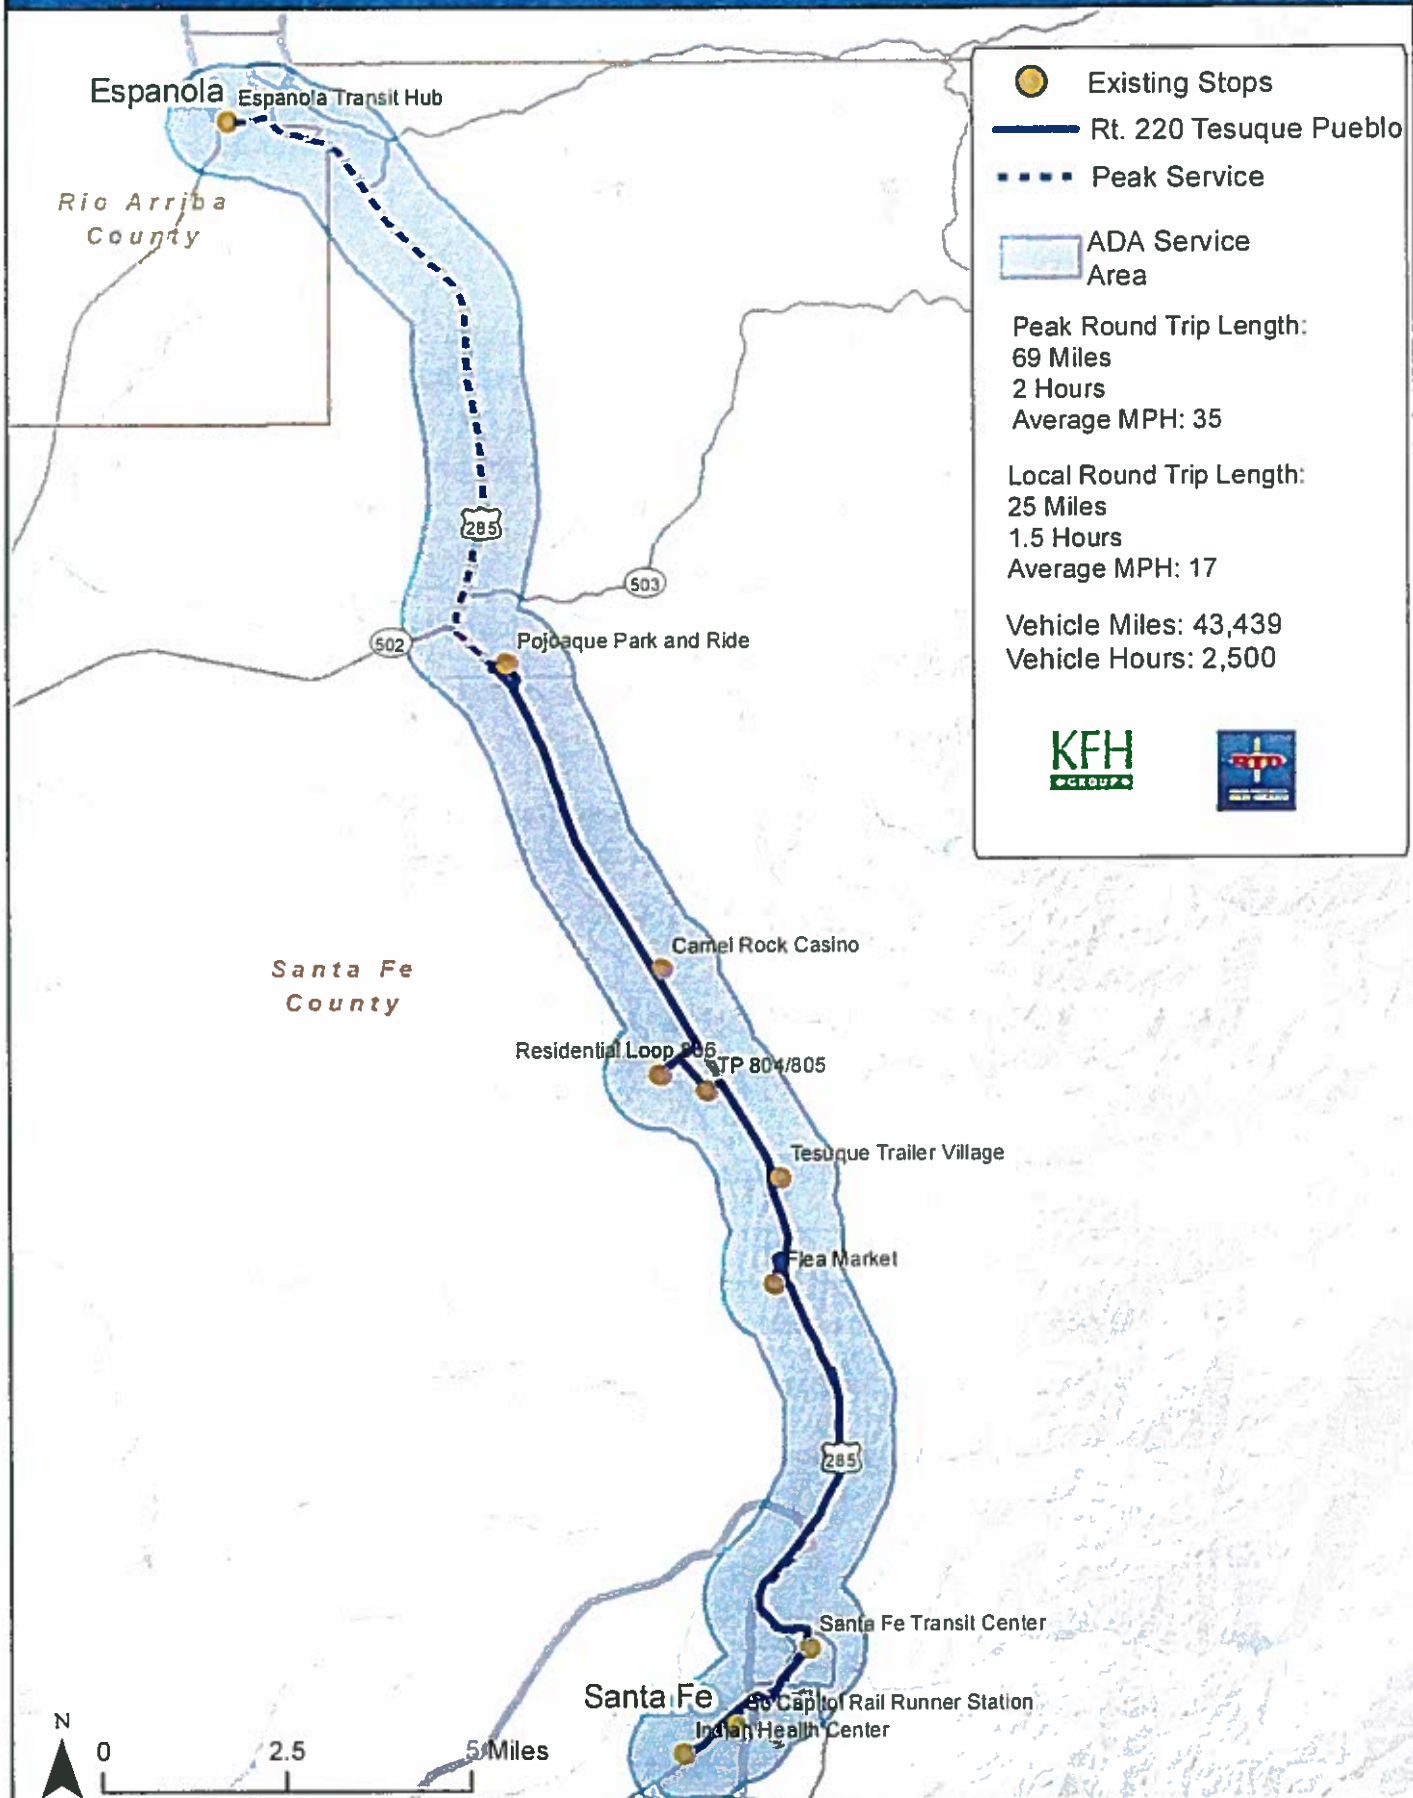 Espanola
Espanola Transit Hub
Rio Arriba
County
285
503
502
Pojoaque Park and Ride
Santa Fe
County
Camel Rock Casino
Residential Loop 806
TP 804/805
Tesuque Trailer Village
Flea Market
285
Santa Fe Transit Center
Santa Fe
Capitol Rail Runner Station
Indian Health Center
N
0 2.5 5 Miles
Existing Stops
Rt. 220 Tesuque Pueblo
Peak Service
ADA Service
Area
Peak Round Trip Length:
69 Miles
2 Hours
Average MPH: 35
Local Round Trip Length:
25 Miles
1.5 Hours
Average MPH: 17
Vehicle Miles: 43,439
Vehicle Hours: 2,500
KFH
GROUP
RTD